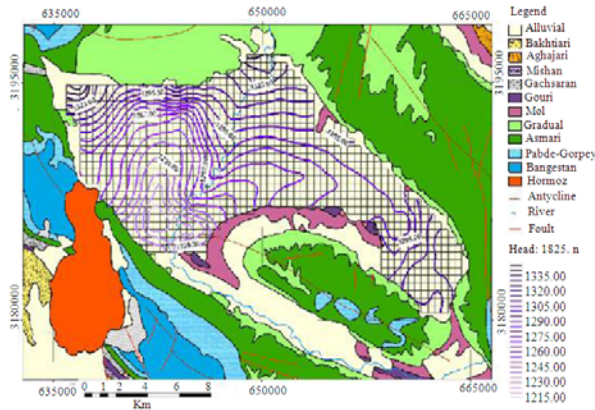 635000
650000
665000
3195000
3195000
3180000
3180000
635000
650000
665000
0 1 2 4 6 8
Km
Legend
Alluvial
Bakhtiari
Aghajari
Mishan
Gachsaran
Gouri
Mol
Gradual
Asmari
Pabde-Gorpey
Bangestan
Hormoz
Antycline
River
Foult
Head: 1825. n
1335.00
1320.00
1305.00
1290.00
1275.00
1260.00
1245.00
1230.00
1215.00